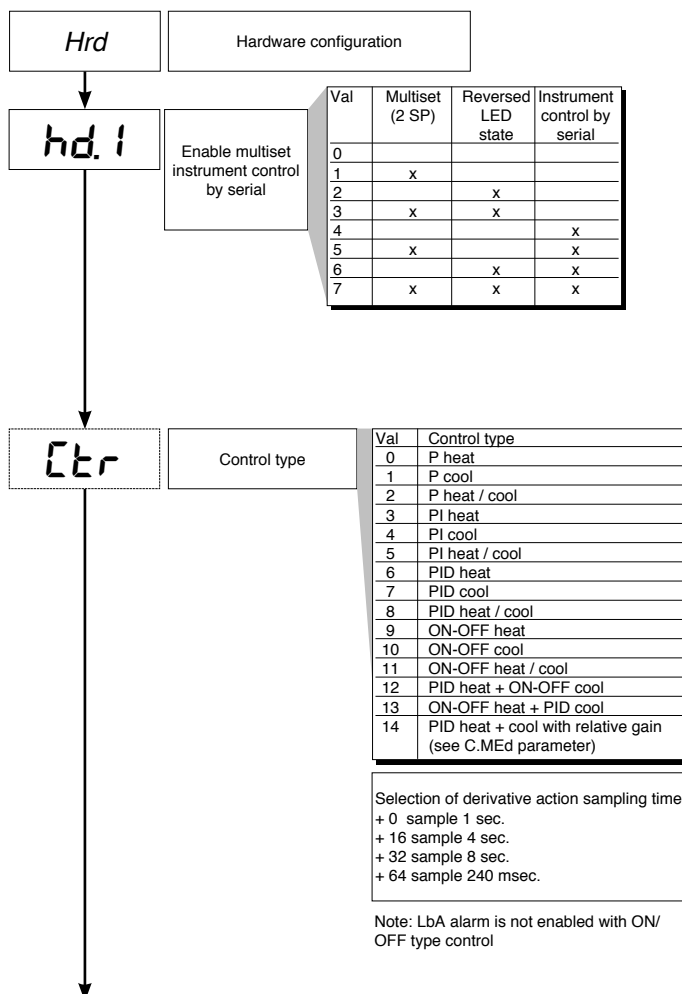 Hrd
Hardware configuration
hd.1
Enable multiset
instrument control
by serial
Val Multiset (2 SP) Reversed LED state Instrument control by serial
0
1 x
2 x
3 x x
4 x
5 x x
6 x x
7 x x x
Ctr
Control type
Val Control type
0 P heat
1 P cool
2 P heat / cool
3 PI heat
4 PI cool
5 PI heat / cool
6 PID heat
7 PID cool
8 PID heat / cool
9 ON-OFF heat
10 ON-OFF cool
11 ON-OFF heat / cool
12 PID heat + ON-OFF cool
13 ON-OFF heat + PID cool
14 PID heat + cool with relative gain
(see C.MEd parameter)
Selection of derivative action sampling time
+ 0 sample 1 sec.
+ 16 sample 4 sec.
+ 32 sample 8 sec.
+ 64 sample 240 msec.
Note: LbA alarm is not enabled with ON/
OFF type control